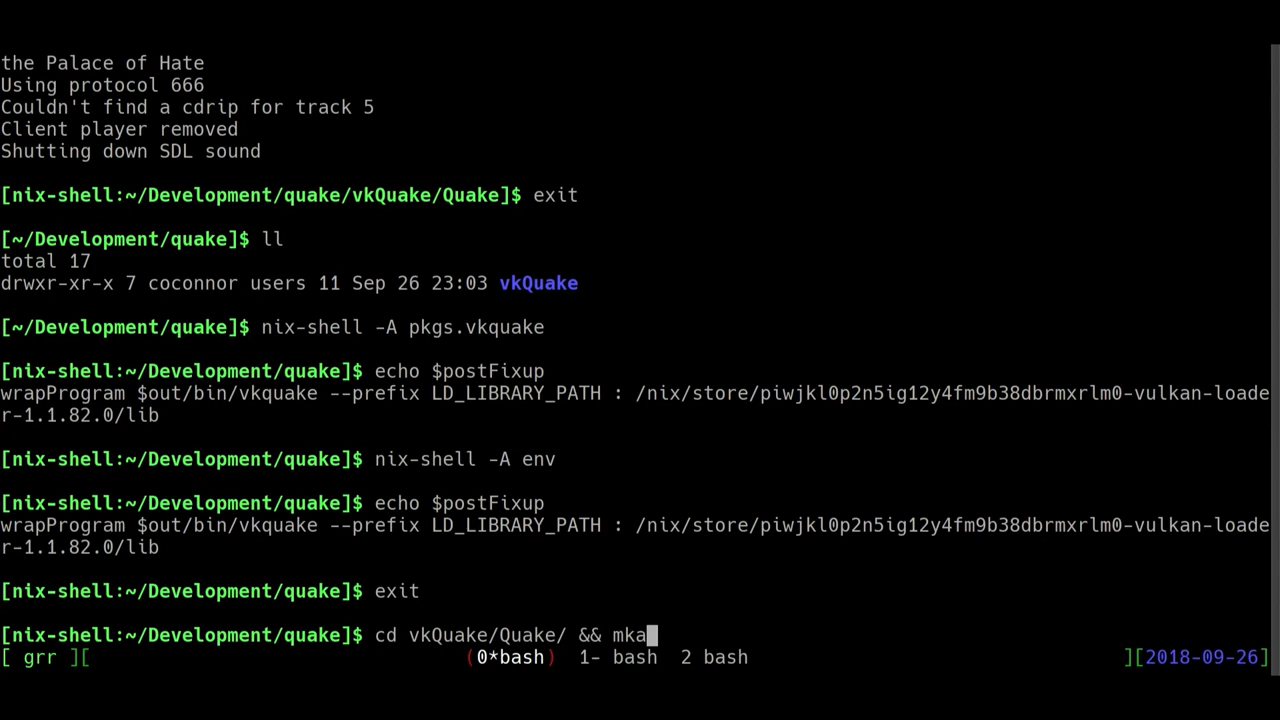 the Palace of Hate
Using protocol 666
Couldn't find a cdrip for track 5
Client player removed
Shutting down SDL sound
[nix-shell:~/Development/quake/vkQuake/Quake]$ exit
[~/Development/quake]$ ll
total 17
drwxr-xr-x 7 coconnor users 11 Sep 26 23:03 vkQuake
[~/Development/quake]$ nix-shell -A pkgs.vkquake
[nix-shell:~/Development/quake]$ echo $postFixup
wrapProgram $out/bin/vkquake --prefix LD_LIBRARY_PATH : /nix/store/piwjkl0p2n5ig12y4fm9b38dbrmxrlm0-vulkan-loade
r-1.1.82.0/lib
[nix-shell:~/Development/quake]$ nix-shell -A env
[nix-shell:~/Development/quake]$ echo $postFixup
wrapProgram $out/bin/vkquake --prefix LD_LIBRARY_PATH : /nix/store/piwjkl0p2n5ig12y4fm9b38dbrmxrlm0-vulkan-loade
r-1.1.82.0/lib
[nix-shell:~/Development/quake]$ exit
[nix-shell:~/Development/quake]$ cd vkQuake/Quake/ && mka
[ grr ][ (0*bash) 1- bash 2 bash ][2018-09-26]